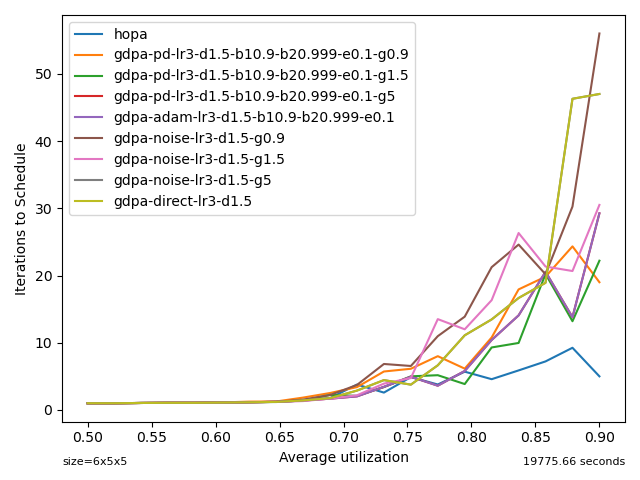 hopa
gdpa-pd-lr3-d1.5-b10.9-b20.999-e0.1-g0.9
gdpa-pd-lr3-d1.5-b10.9-b20.999-e0.1-g1.5
gdpa-pd-lr3-d1.5-b10.9-b20.999-e0.1-g5
gdpa-adam-lr3-d1.5-b10.9-b20.999-e0.1
gdpa-noise-lr3-d1.5-g0.9
gdpa-noise-lr3-d1.5-g1.5
gdpa-noise-lr3-d1.5-g5
gdpa-direct-lr3-d1.5
Iterations to Schedule
50
40
30
20
10
0
0.50 0.55 0.60 0.65 0.70 0.75 0.80 0.85 0.90
Average utilization
size=6x5x5
19775.66 seconds